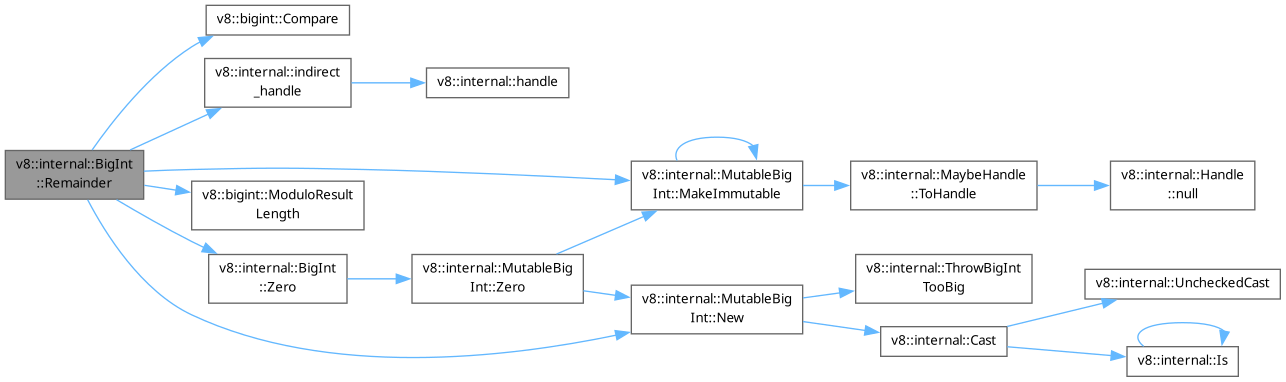 v8::bigint::Compare
v8::internal::indirect
_handle
v8::internal::handle
v8::internal::BigInt
::Remainder
v8::internal::MutableBig
Int::MakeImmutable
v8::internal::MaybeHandle
::ToHandle
v8::internal::Handle
::null
v8::bigint::ModuloResult
Length
v8::internal::BigInt
::Zero
v8::internal::MutableBig
Int::Zero
v8::internal::MutableBig
Int::New
v8::internal::ThrowBigInt
TooBig
v8::internal::UncheckedCast
v8::internal::Cast
v8::internal::Is